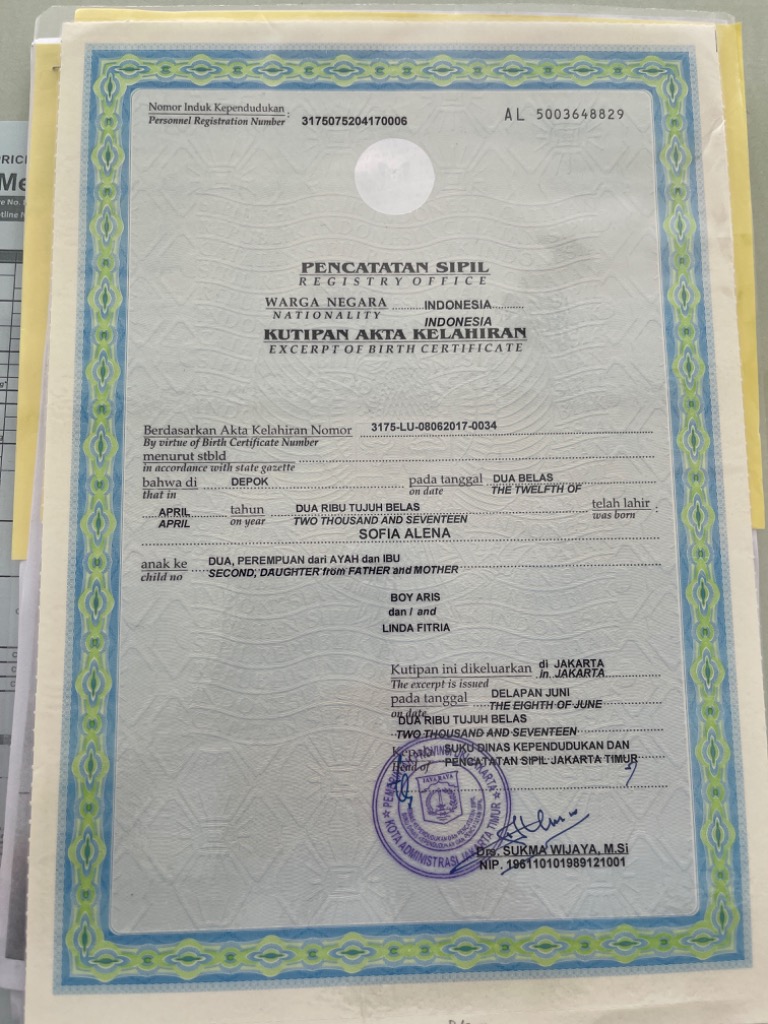 Nomor Induk Kependudukan :
Personnel Registration Number
3175075204170006
AL 5003648829
PENCATATAN SIPIL
REGISTRY OFFICE
WARGA NEGARA INDONESIA
NATIONALITY INDONESIA
KUTIPAN AKTA KELAHIRAN
EXCERPT OF BIRTH CERTIFICATE
Berdasarkan Akta Kelahiran Nomor 3175-LU-08062017-0034
By virtue of Birth Certificate Number
menurut stbld
in accordance with state gazette
bahwa di DEPOK pada tanggal DUA BELAS
that in on date THE TWELFTH OF
APRIL tahun DUA RIBU TUJUH BELAS telah lahir :
APRIL on year TWO THOUSAND AND SEVENTEEN was born
SOFIA ALENA
anak ke DUA, PEREMPUAN dari AYAH dan IBU
child no SECOND, DAUGHTER from FATHER and MOTHER
BOY ARIS
dan / and
LINDA FITRIA
Kutipan ini dikeluarkan di JAKARTA
The excerpt is issued in JAKARTA
pada tanggal DELAPAN JUNI
on date THE EIGHTH OF JUNE
DUA RIBU TUJUH BELAS
TWO THOUSAND AND SEVENTEEN
SUKU DINAS KEPENDUDUKAN DAN
Head of PENCATATAN SIPIL JAKARTA TIMUR
JAYA RAYA
KOTA ADMINISTRASI JAKARTA TIMUR
Drs. SUKMA WIJAYA, M.Si
NIP. 196110101989121001